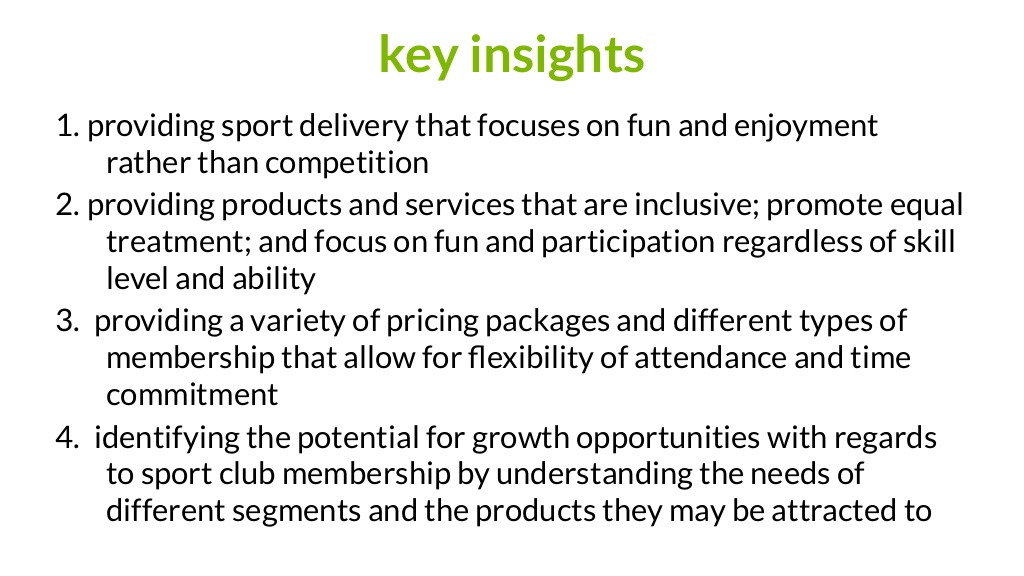 key insights
1. providing sport delivery that focuses on fun and enjoyment
rather than competition
2. providing products and services that are inclusive; promote equal
treatment; and focus on fun and participation regardless of skill
level and ability
3. providing a variety of pricing packages and different types of
membership that allow for flexibility of attendance and time
commitment
4. identifying the potential for growth opportunities with regards
to sport club membership by understanding the needs of
different segments and the products they may be attracted to